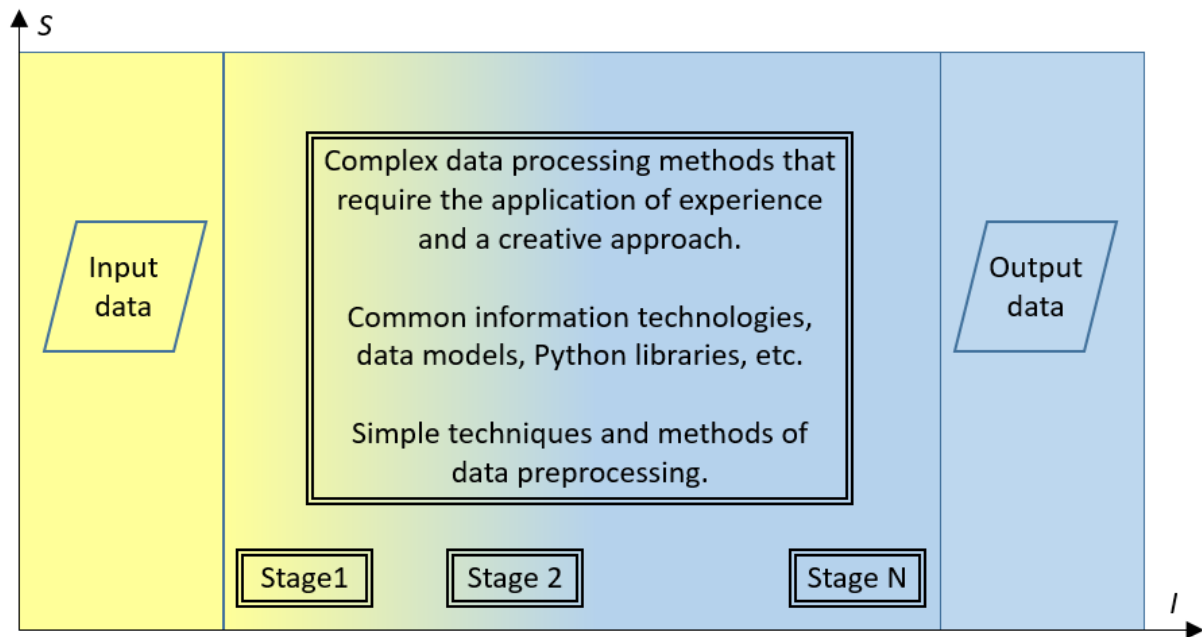 S
Complex data processing methods that
require the application of experience
and a creative approach.
Input
data
Output
data
Common information technologies,
data models, Python libraries, etc.
Simple techniques and methods of
data preprocessing.
Stage1
Stage 2
Stage N
I